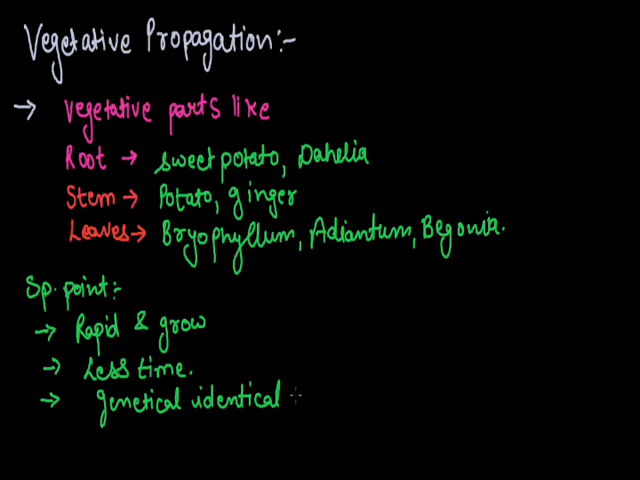 Vegetative Propagation:-
→ Vegetative parts like
Root → sweet potato, Dahelia
Stem → Potato, ginger
Leaves → Bryophyllum, Adiantum, Begonia.
Sp. point:-
→ Rapid & grow
→ Less time.
→ genetical identical